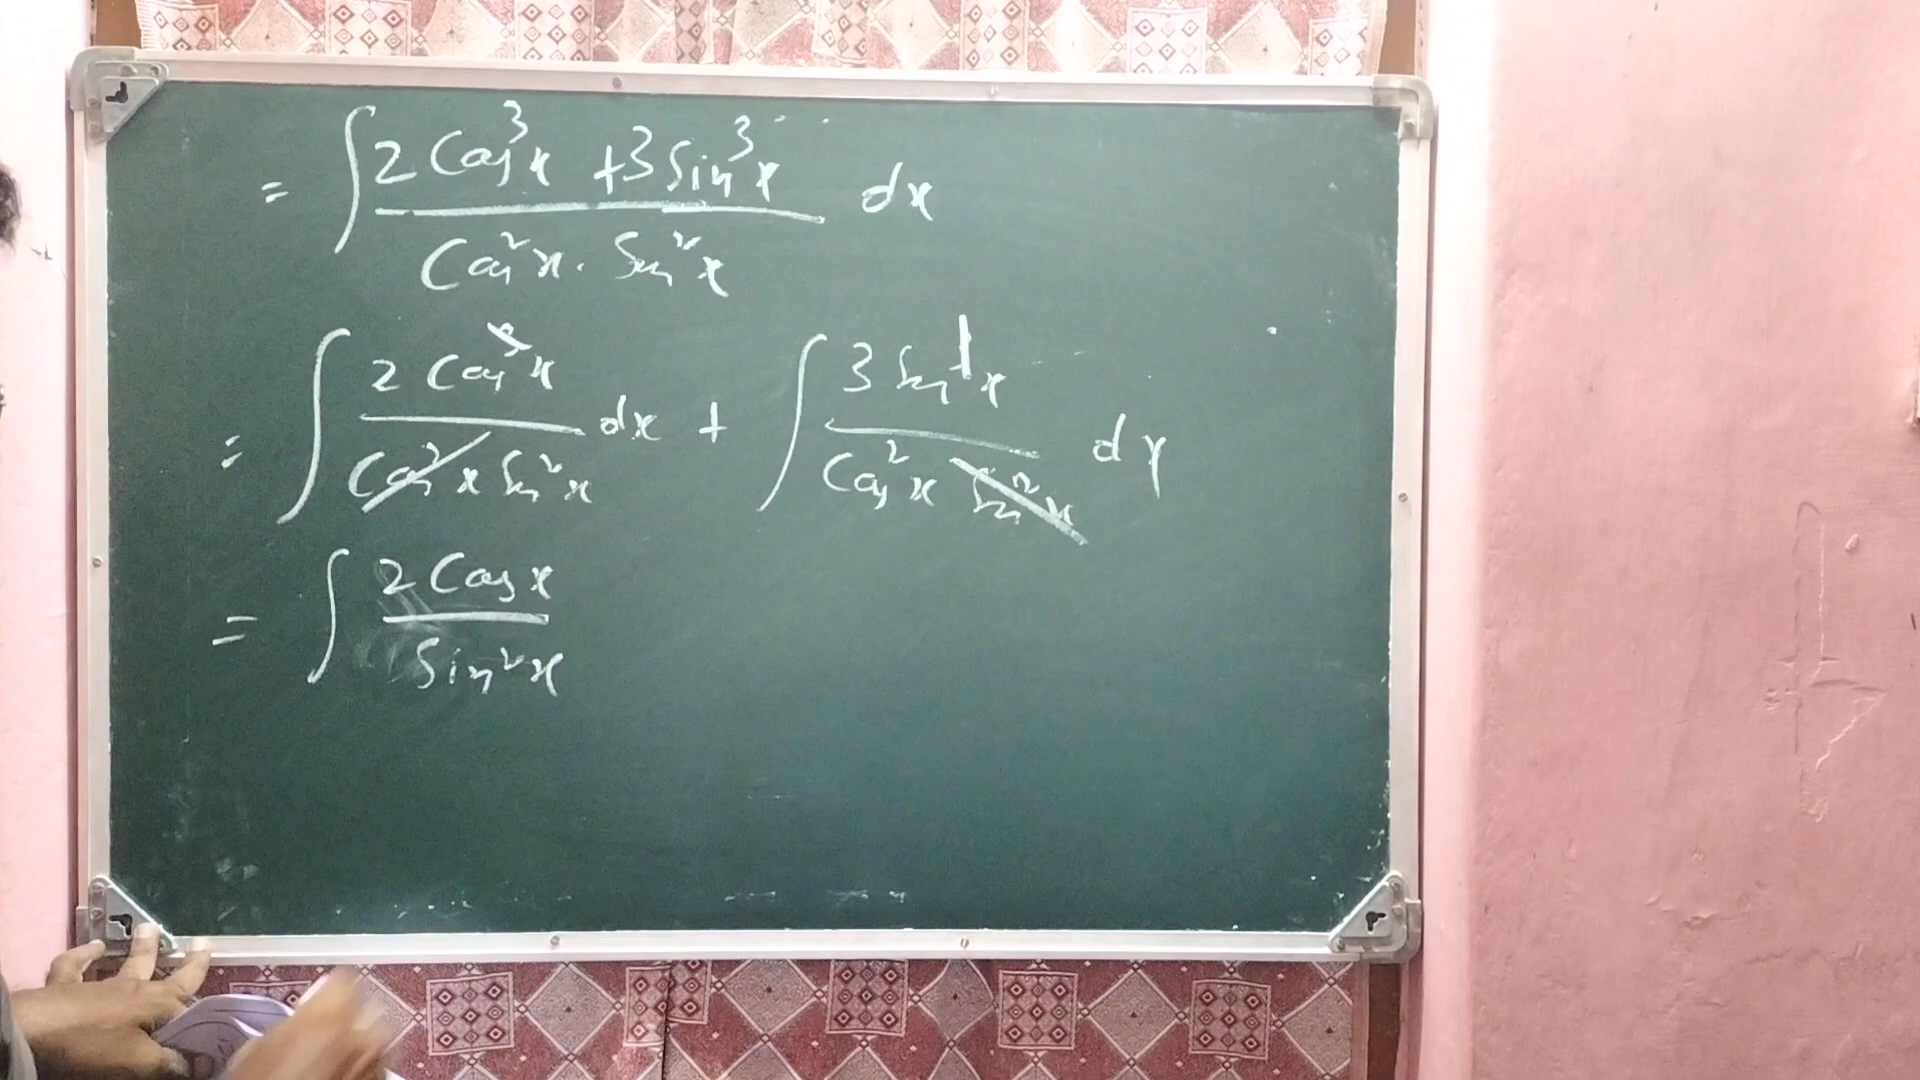 = ∫ (2 Cos³x + 3 Sin³x) / (Cos²x · Sin²x) dx
= ∫ (2 Cos³x) / (Cos²x Sin²x) dx + ∫ (3 Sin¹x) / (Cos²x Sin²x) dx
= ∫ (2 Cos x) / (Sin²x)